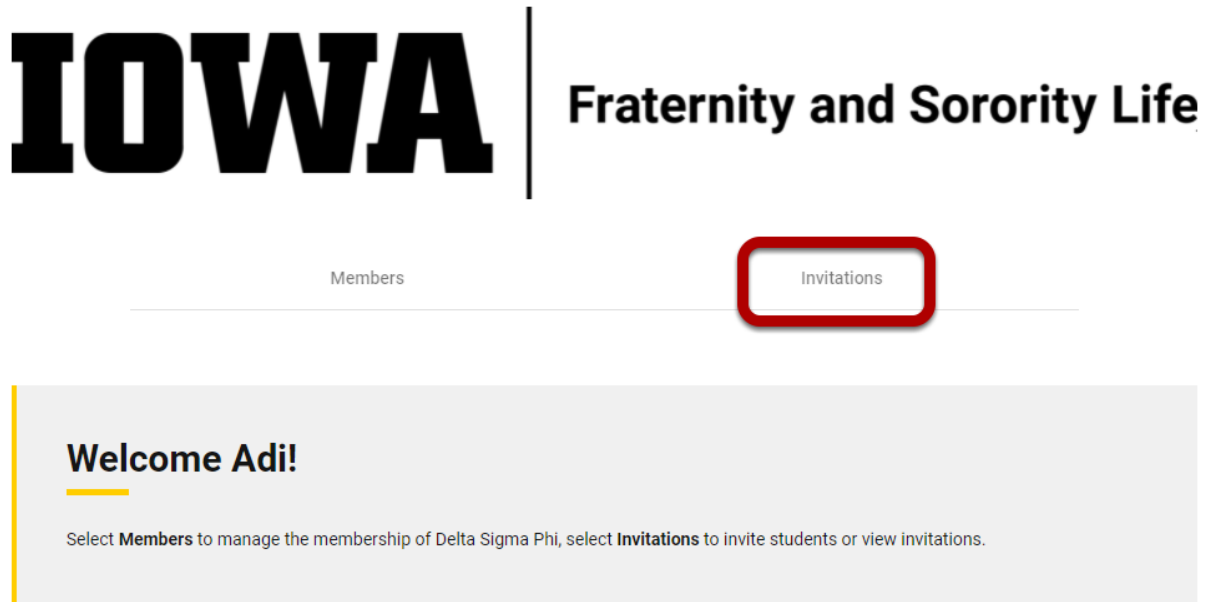 IOWA
Fraternity and Sorority Life
Members
Invitations
Welcome Adi!
Select Members to manage the membership of Delta Sigma Phi, select Invitations to invite students or view invitations.